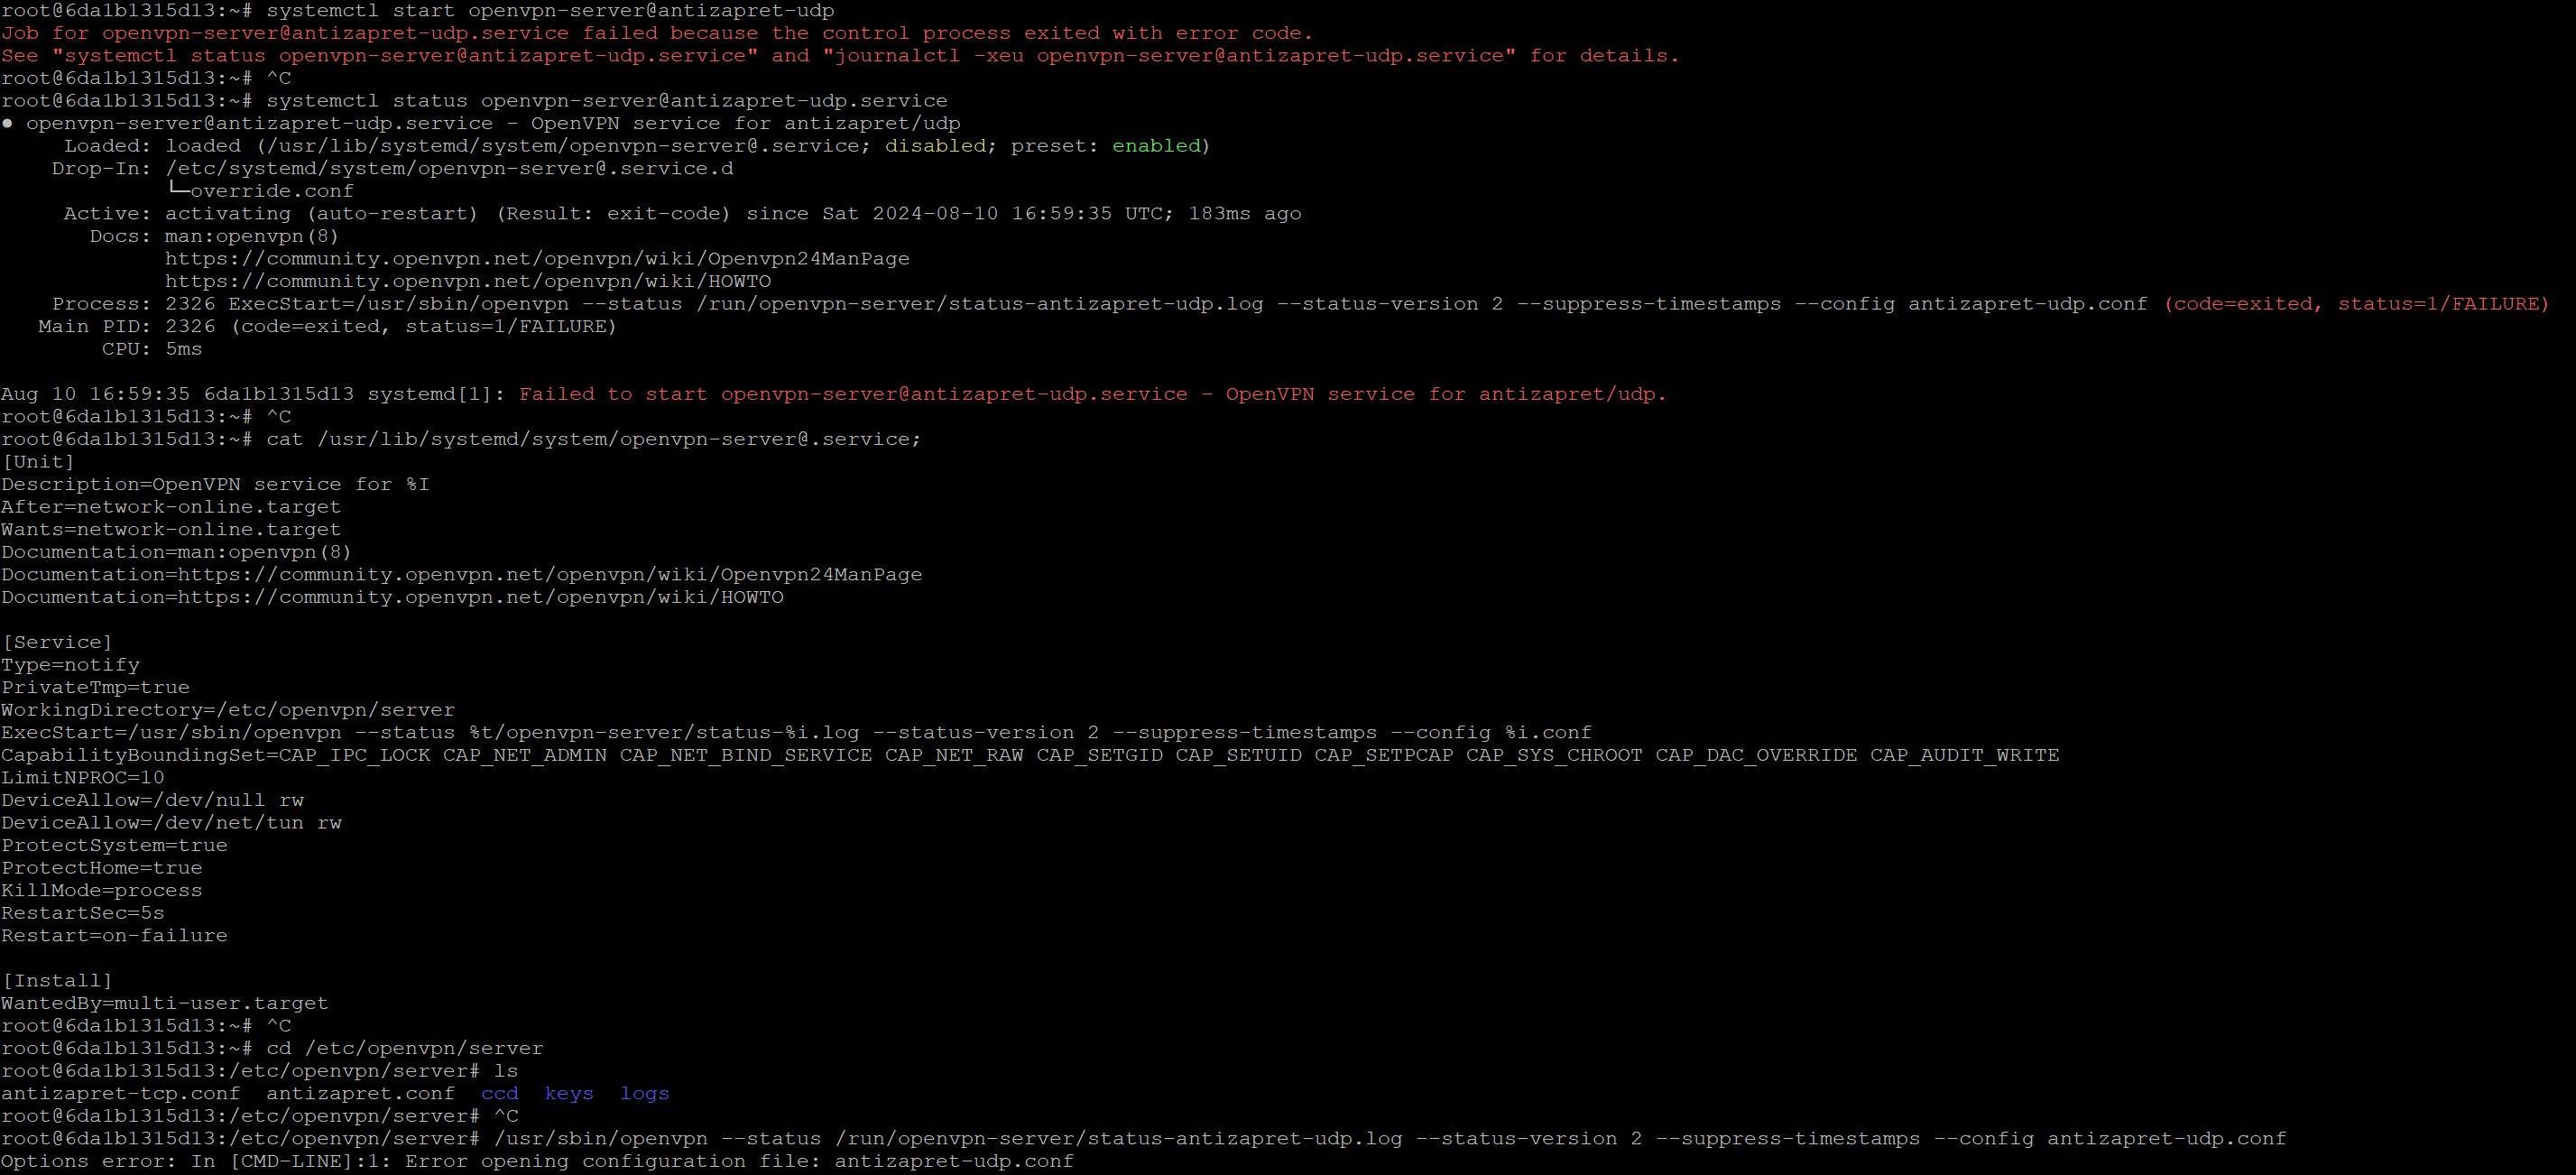 root@6da1b1315d13:~# systemctl start openvpn-server@antizapret-udp
Job for openvpn-server@antizapret-udp.service failed because the control process exited with error code.
See "systemctl status openvpn-server@antizapret-udp.service" and "journalctl -xeu openvpn-server@antizapret-udp.service" for details.
root@6da1b1315d13:~# ^C
root@6da1b1315d13:~# systemctl status openvpn-server@antizapret-udp.service
● openvpn-server@antizapret-udp.service - OpenVPN service for antizapret/udp
     Loaded: loaded (/usr/lib/systemd/system/openvpn-server@.service; disabled; preset: enabled)
    Drop-In: /etc/systemd/system/openvpn-server@.service.d
             └─override.conf
     Active: activating (auto-restart) (Result: exit-code) since Sat 2024-08-10 16:59:35 UTC; 183ms ago
       Docs: man:openvpn(8)
             https://community.openvpn.net/openvpn/wiki/Openvpn24ManPage
             https://community.openvpn.net/openvpn/wiki/HOWTO
    Process: 2326 ExecStart=/usr/sbin/openvpn --status /run/openvpn-server/status-antizapret-udp.log --status-version 2 --suppress-timestamps --config antizapret-udp.conf (code=exited, status=1/FAILURE)
   Main PID: 2326 (code=exited, status=1/FAILURE)
        CPU: 5ms

Aug 10 16:59:35 6da1b1315d13 systemd[1]: Failed to start openvpn-server@antizapret-udp.service - OpenVPN service for antizapret/udp.
root@6da1b1315d13:~# ^C
root@6da1b1315d13:~# cat /usr/lib/systemd/system/openvpn-server@.service;
[Unit]
Description=OpenVPN service for %I
After=network-online.target
Wants=network-online.target
Documentation=man:openvpn(8)
Documentation=https://community.openvpn.net/openvpn/wiki/Openvpn24ManPage
Documentation=https://community.openvpn.net/openvpn/wiki/HOWTO

[Service]
Type=notify
PrivateTmp=true
WorkingDirectory=/etc/openvpn/server
ExecStart=/usr/sbin/openvpn --status %t/openvpn-server/status-%i.log --status-version 2 --suppress-timestamps --config %i.conf
CapabilityBoundingSet=CAP_IPC_LOCK CAP_NET_ADMIN CAP_NET_BIND_SERVICE CAP_NET_RAW CAP_SETGID CAP_SETUID CAP_SETPCAP CAP_SYS_CHROOT CAP_DAC_OVERRIDE CAP_AUDIT_WRITE
LimitNPROC=10
DeviceAllow=/dev/null rw
DeviceAllow=/dev/net/tun rw
ProtectSystem=true
ProtectHome=true
KillMode=process
RestartSec=5s
Restart=on-failure

[Install]
WantedBy=multi-user.target
root@6da1b1315d13:~# ^C
root@6da1b1315d13:~# cd /etc/openvpn/server
root@6da1b1315d13:/etc/openvpn/server# ls
antizapret-tcp.conf  antizapret.conf  ccd  keys  logs
root@6da1b1315d13:/etc/openvpn/server# ^C
root@6da1b1315d13:/etc/openvpn/server# /usr/sbin/openvpn --status /run/openvpn-server/status-antizapret-udp.log --status-version 2 --suppress-timestamps --config antizapret-udp.conf
Options error: In [CMD-LINE]:1: Error opening configuration file: antizapret-udp.conf